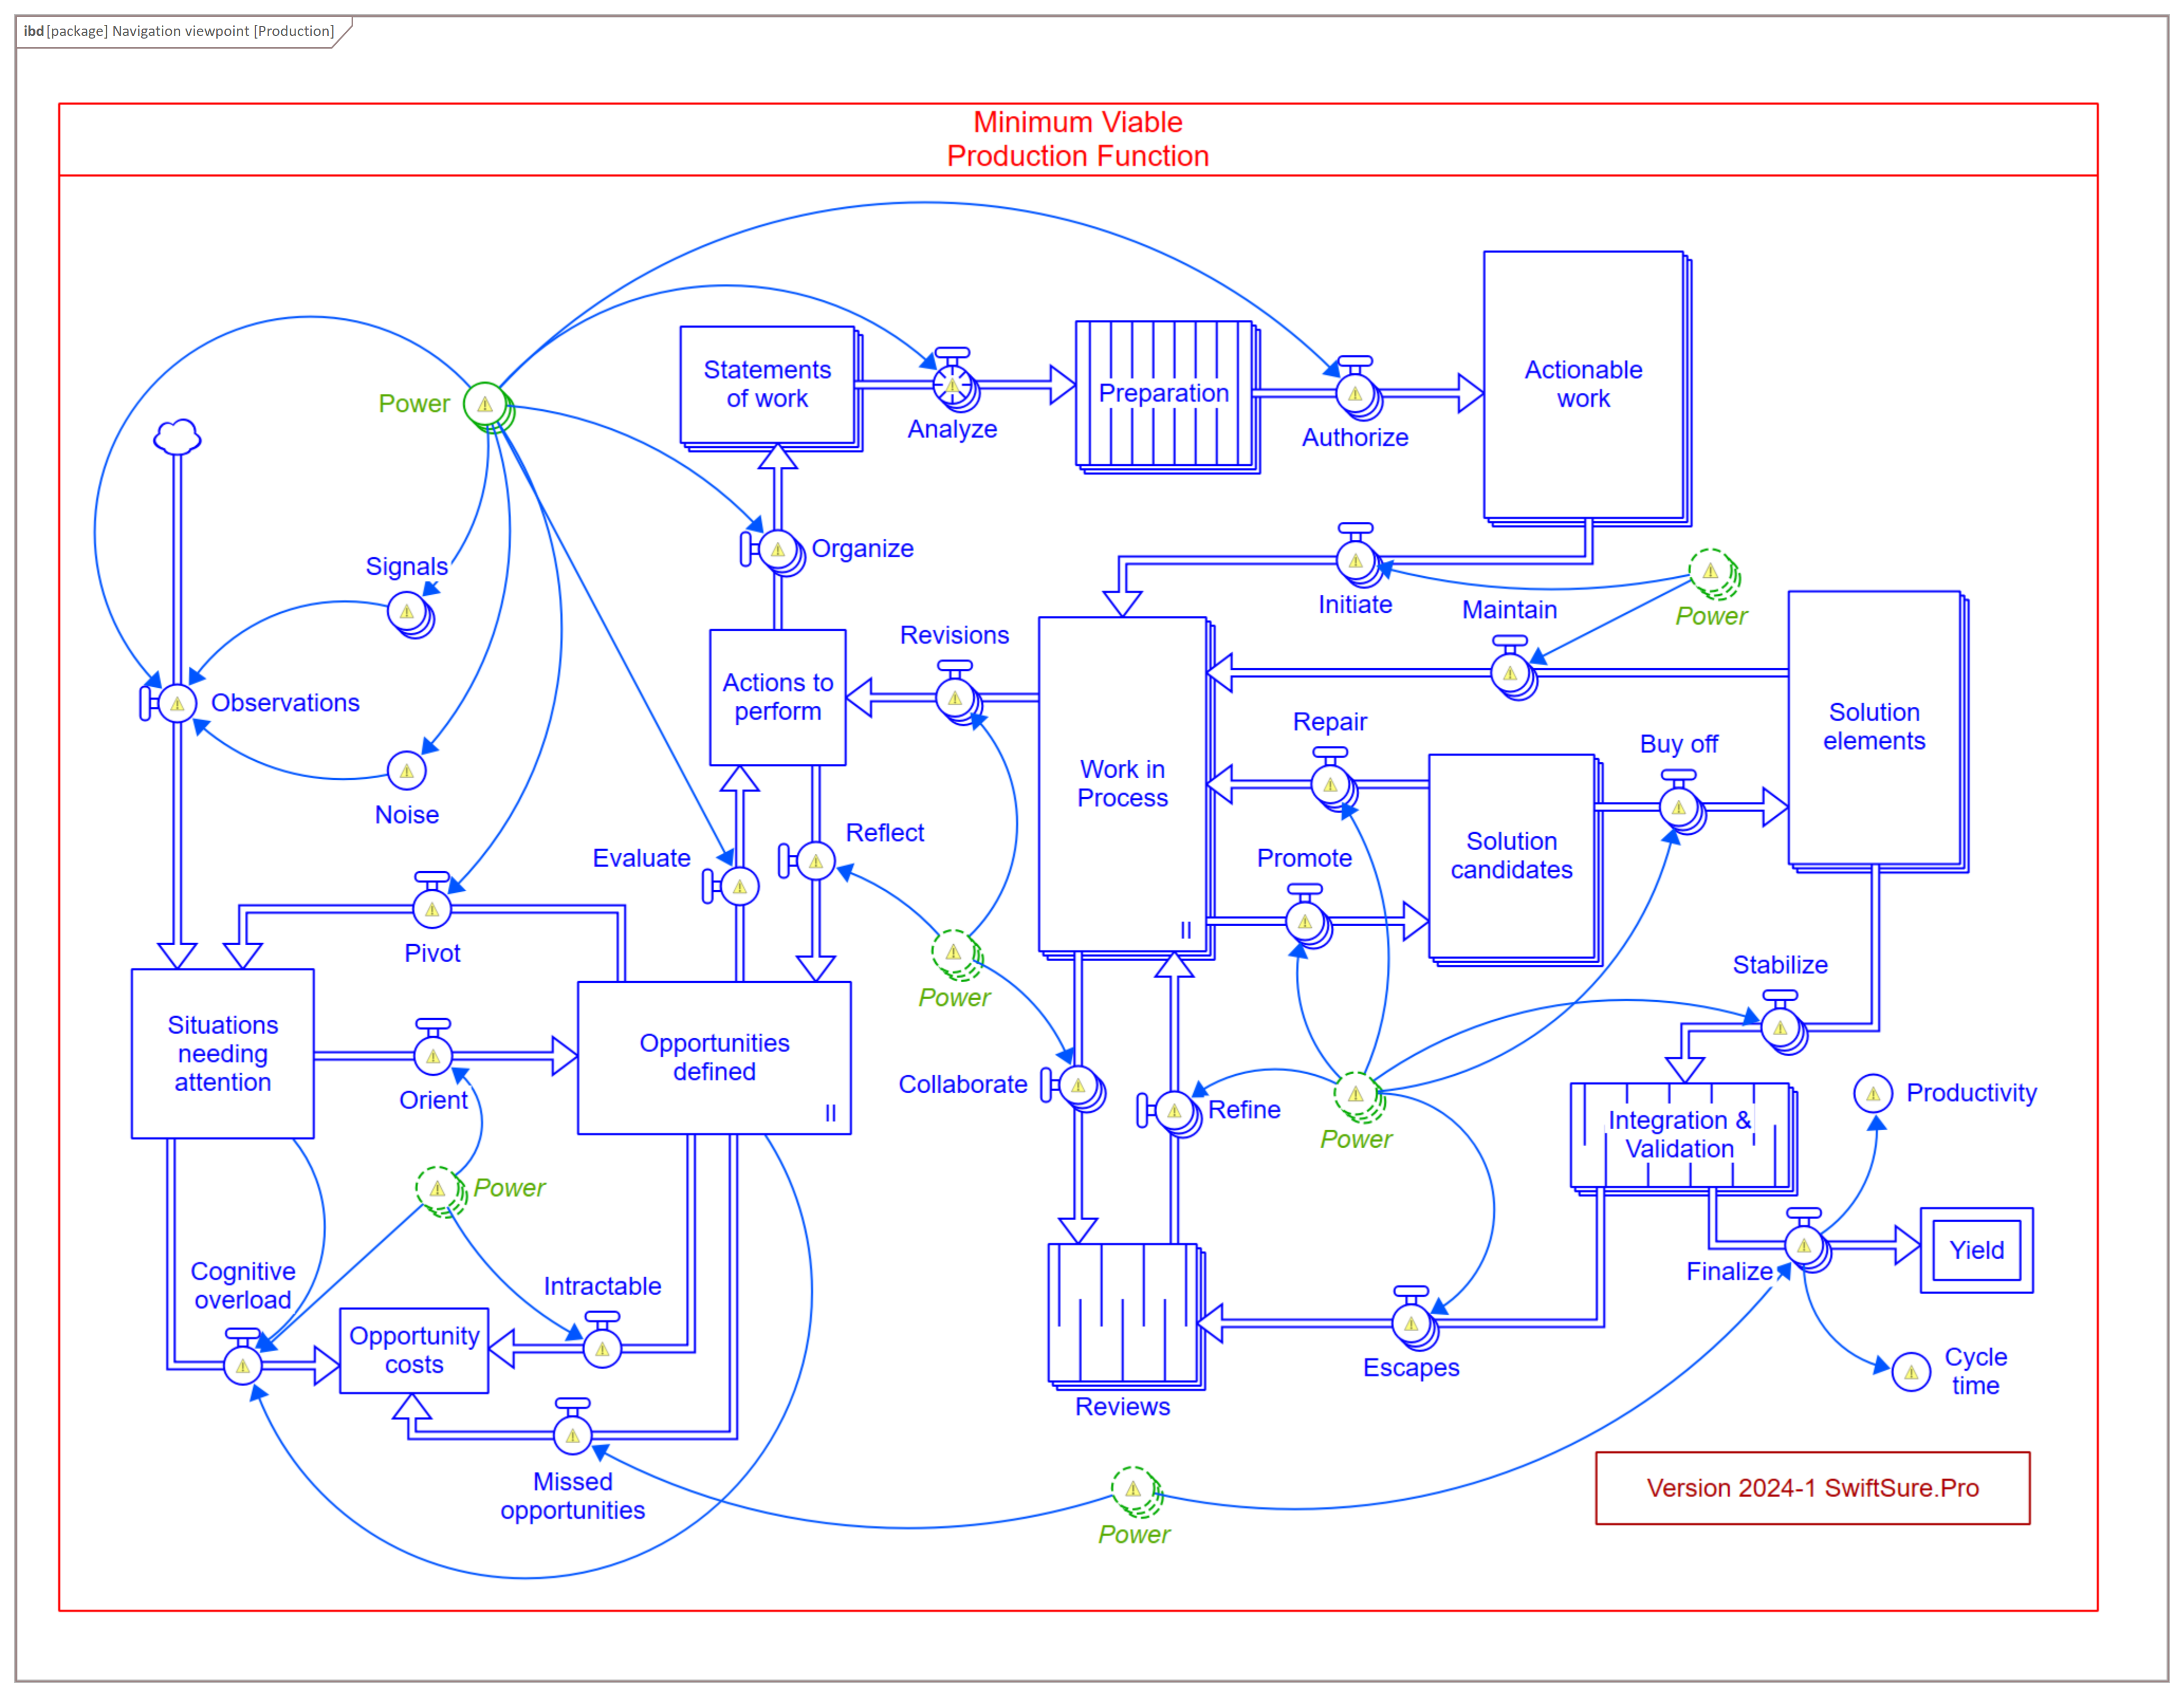 ibd [package] Navigation viewpoint [Production]
Minimum Viable
Production Function
Power
Statements
of work
Analyze
Preparation
Authorize
Actionable
work
Signals
Organize
Initiate
Maintain
Power
Observations
Noise
Actions to
perform
Revisions
Work in
Process
Repair
Buy off
Solution
elements
Evaluate
Reflect
Promote
Solution
candidates
Pivot
Power
Stabilize
Situations
needing
attention
Orient
Opportunities
defined
Collaborate
Refine
Power
Integration &
Validation
Productivity
Power
Cognitive
overload
Intractable
Opportunity
costs
Finalize
Yield
Escapes
Reviews
Cycle
time
Missed
opportunities
Power
Version 2024-1 SwiftSure.Pro